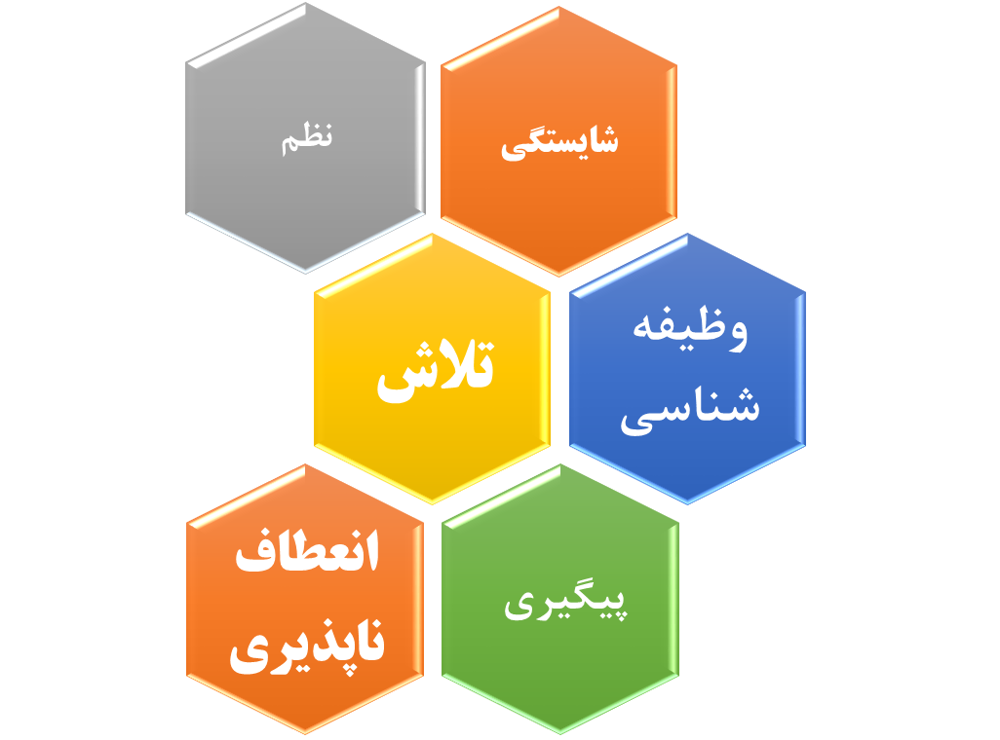 شایستگی
نظم
وظیفه
شناسی
تلاش
پیگیری
انعطاف
ناپذیری